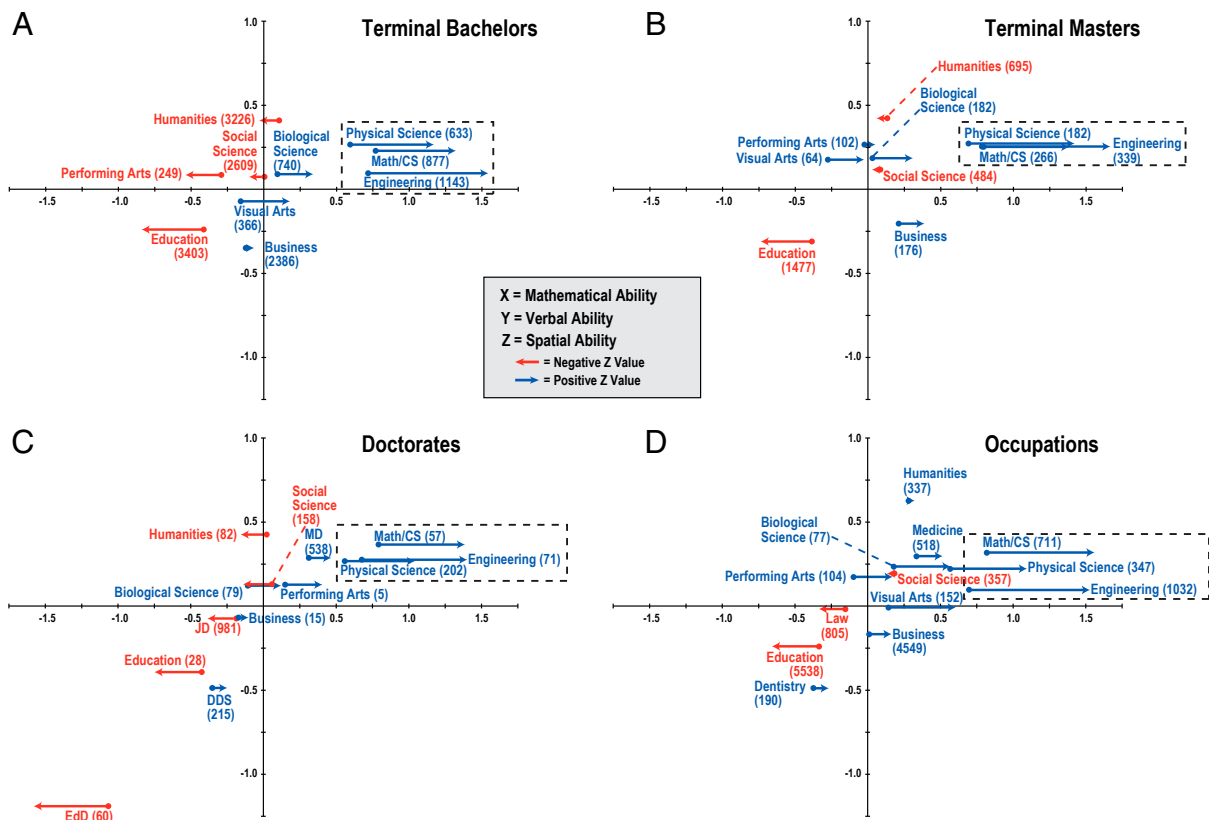 A
Terminal Bachelors
1.0
Humanities (3226)
0.5
Social
Science
(2609)
Biological
Science
(740)
Physical Science (633)
Math/CS (877)
Engineering (1143)
Performing Arts (249)
-1.5
-1.0
-0.5
0.5
1.0
1.5
Visual Arts
(366)
Education
(3403)
Business
(2386)
-0.5
-1.0
B
Terminal Masters
1.0
Humanities (695)
Biological
Science
(182)
0.5
Performing Arts (102)
Visual Arts (64)
Physical Science (182)
Math/CS (266)
Engineering
(339)
Social Science (484)
-1.5
-1.0
-0.5
0.5
1.0
1.5
Education
(1477)
Business
(176)
-0.5
-1.0
X = Mathematical Ability
Y = Verbal Ability
Z = Spatial Ability
= Negative Z Value
= Positive Z Value
C
Doctorates
1.0
Social
Science
(158)
0.5
Humanities (82)
MD
(538)
Math/CS (57)
Engineering (71)
Physical Science (202)
Biological Science (79)
Performing Arts (5)
-1.5
-1.0
-0.5
0.5
1.0
1.5
Business (15)
JD (981)
Education (28)
DDS
(215)
-0.5
-1.0
EdD (60)
D
Occupations
1.0
Humanities
(337)
0.5
Biological
Science (77)
Medicine
(518)
Math/CS (711)
Physical Science (347)
Performing Arts (104)
Social Science (357)
Engineering (1032)
Visual Arts (152)
-1.5
-1.0
-0.5
0.5
1.0
1.5
Law
(805)
Business
(4549)
Education
(5538)
Dentistry
(190)
-0.5
-1.0